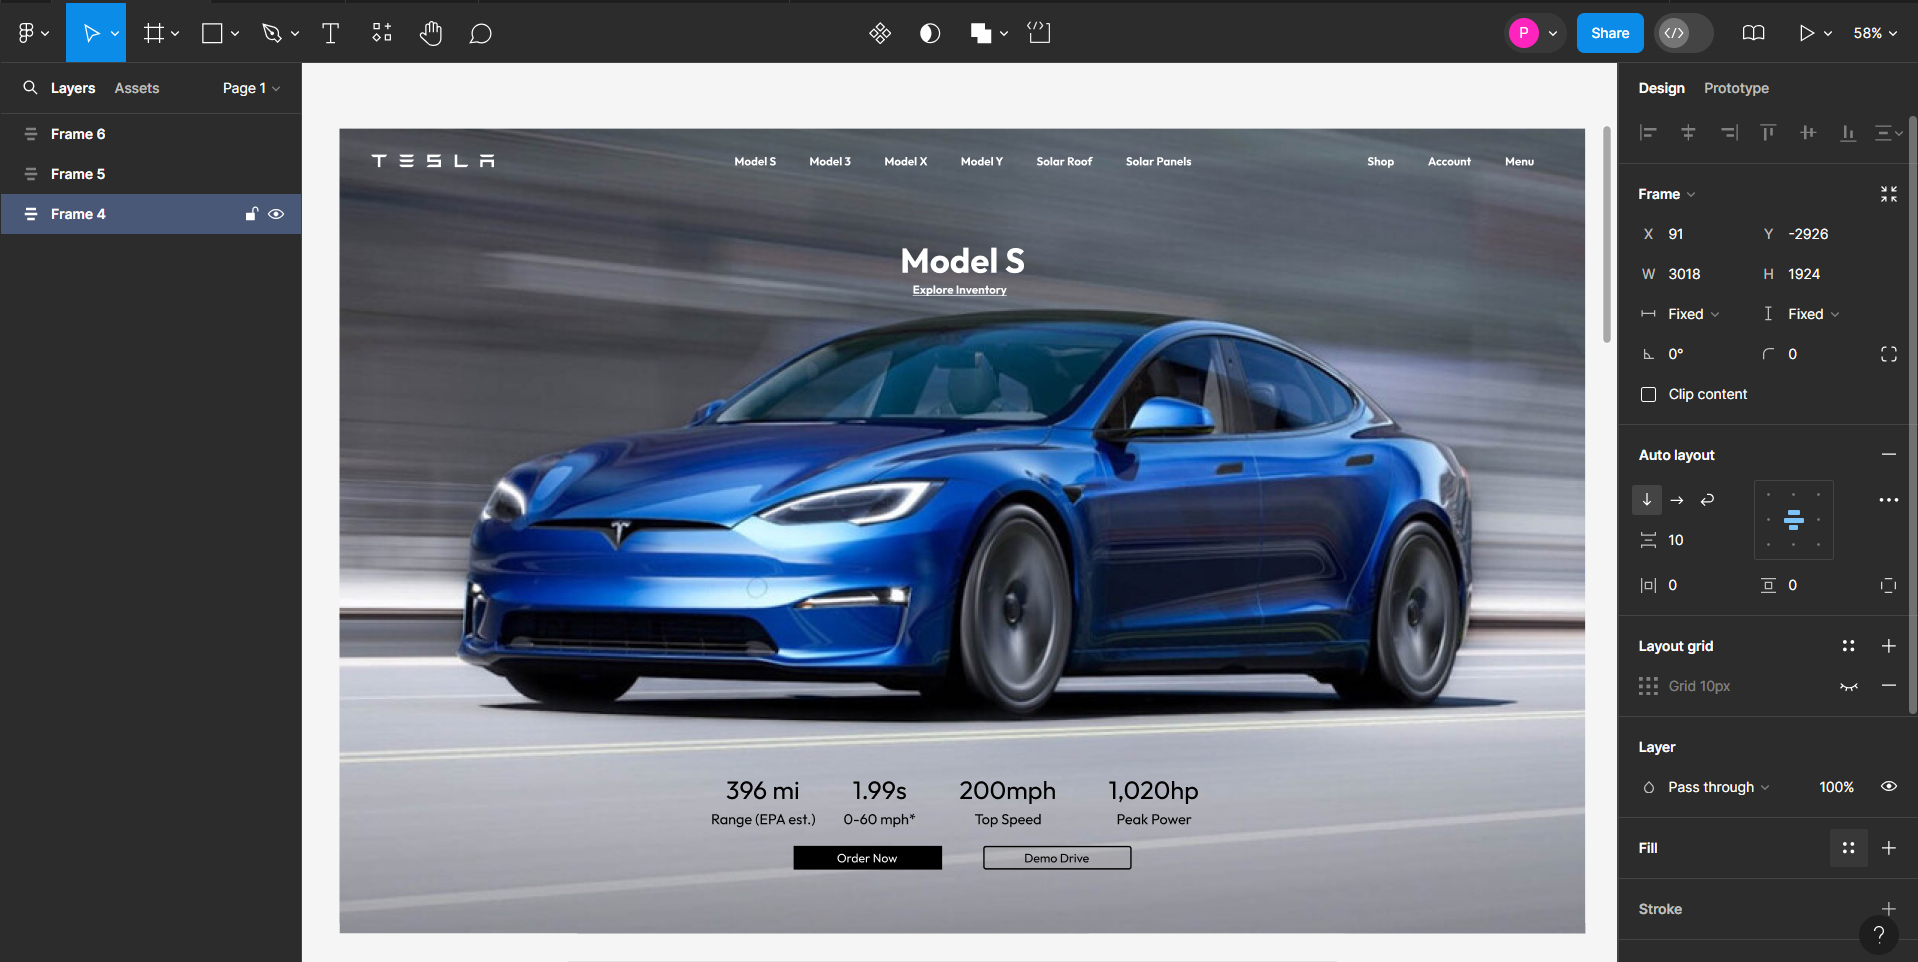 P
Share
58%
Layers
Assets
Page 1
Design
Prototype
Frame 6
Frame 5
Frame 4
TESLA
Model S
Model 3
Model X
Model Y
Solar Roof
Solar Panels
Shop
Account
Menu
Model S
Explore Inventory
396 mi
1.99s
200mph
1,020hp
Range (EPA est.)
0-60 mph*
Top Speed
Peak Power
Order Now
Demo Drive
Frame
X 91
Y -2926
W 3018
H 1924
Fixed
Fixed
0°
0
Clip content
Auto layout
10
0
0
Layout grid
Grid 10px
Layer
Pass through
100%
Fill
Stroke
?